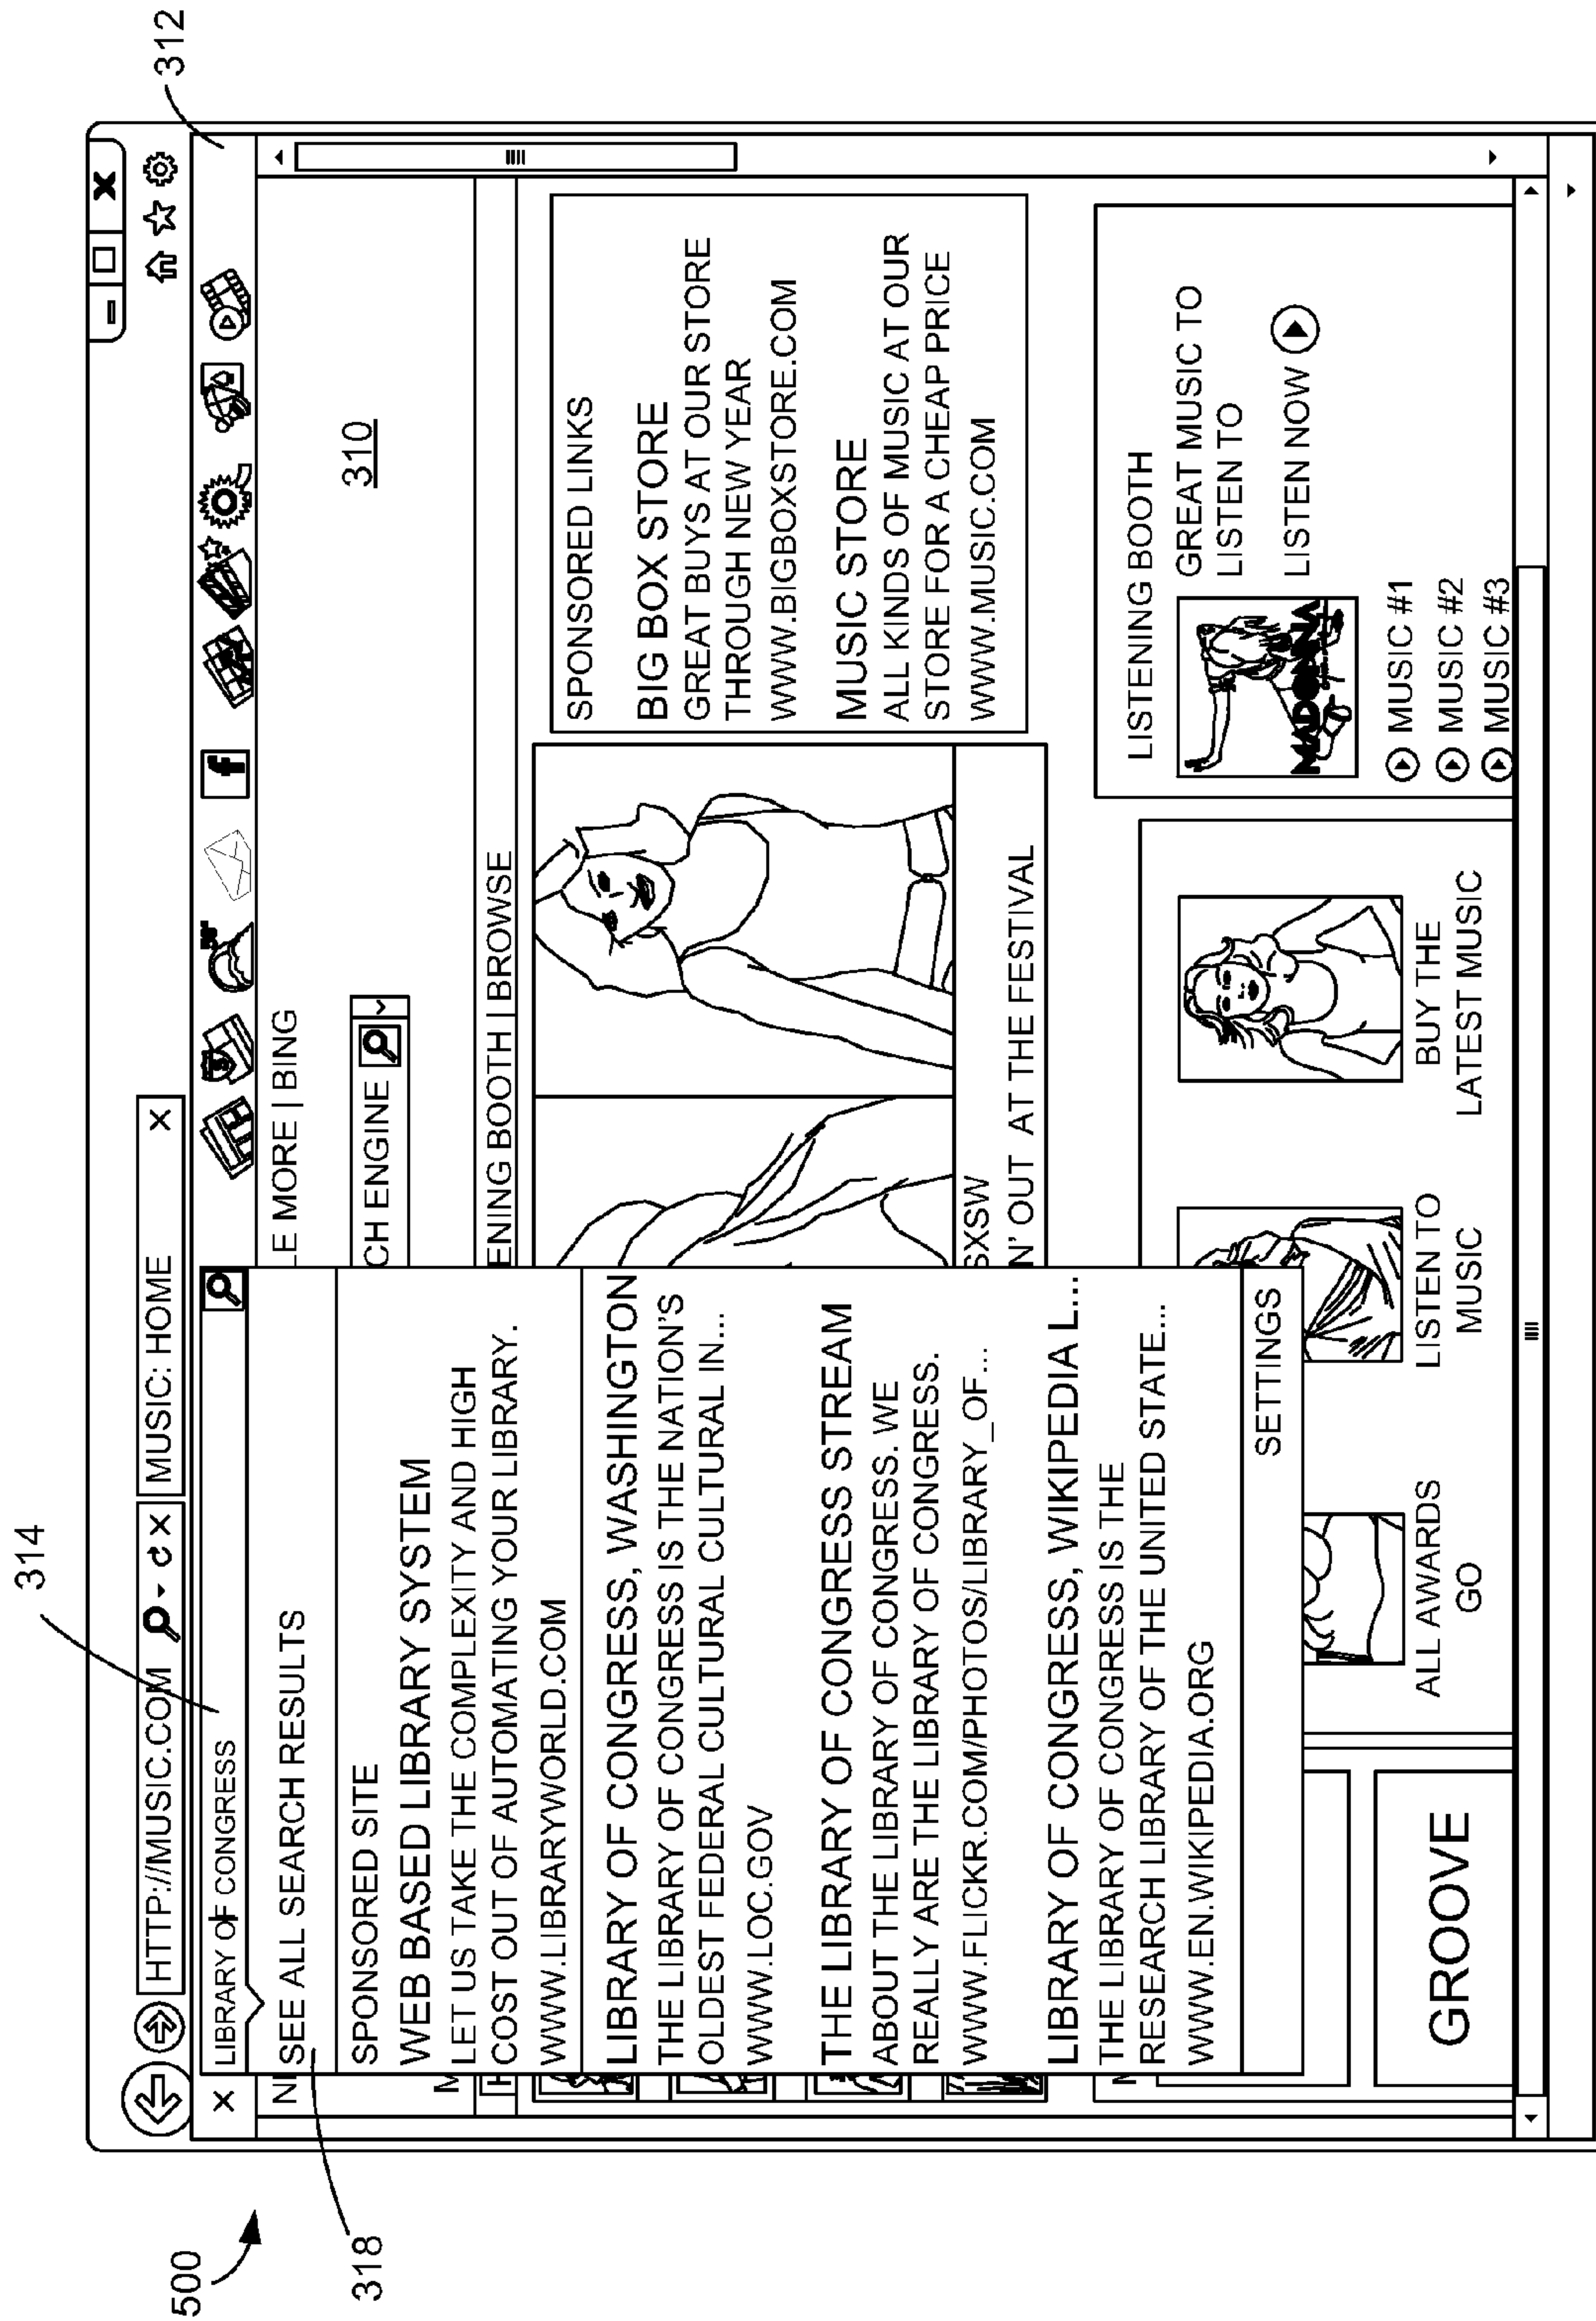 500
314
312
HTTP://MUSIC.COM
MUSIC: HOME
LIBRARY OF CONGRESS
f
SEE ALL SEARCH RESULTS
318
SPONSORED SITE
WEB BASED LIBRARY SYSTEM
LET US TAKE THE COMPLEXITY AND HIGH
COST OUT OF AUTOMATING YOUR LIBRARY.
WWW.LIBRARYWORLD.COM
LIBRARY OF CONGRESS, WASHINGTON
THE LIBRARY OF CONGRESS IS THE NATION'S
OLDEST FEDERAL CULTURAL IN...
WWW.LOC.GOV
THE LIBRARY OF CONGRESS STREAM
ABOUT THE LIBRARY OF CONGRESS. WE
REALLY ARE THE LIBRARY OF CONGRESS.
WWW.FLICKR.COM/PHOTOS/LIBRARY_OF...
LIBRARY OF CONGRESS, WIKIPEDIA L...
THE LIBRARY OF CONGRESS IS THE
RESEARCH LIBRARY OF THE UNITED STATE...
WWW.EN.WIKIPEDIA.ORG
SETTINGS
LE MORE | BING
310
CH ENGINE
ENING BOOTH | BROWSE
SXSW
N' OUT AT THE FESTIVAL
SPONSORED LINKS
BIG BOX STORE
GREAT BUYS AT OUR STORE
THROUGH NEW YEAR
WWW.BIGBOXSTORE.COM
MUSIC STORE
ALL KINDS OF MUSIC AT OUR
STORE FOR A CHEAP PRICE
WWW.MUSIC.COM
GROOVE
ALL AWARDS
GO
LISTEN TO
MUSIC
BUY THE
LATEST MUSIC
LISTENING BOOTH
MADONNA
GREAT MUSIC TO
LISTEN TO
LISTEN NOW
MUSIC #1
MUSIC #2
MUSIC #3